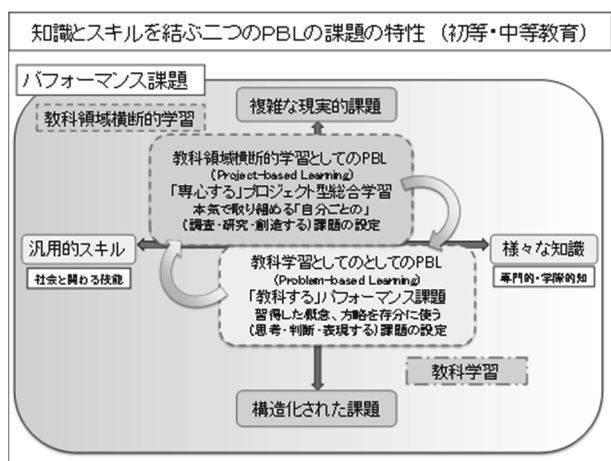 知識とスキルを結ぶ二つのPBLの課題の特性（初等・中等教育）
パフォーマンス課題
教科領域横断的学習
複雑な現実的課題
教科領域横断的学習としてのPBL
(Project-based Learning)
「専心する」プロジェクト型総合学習
本気で取り組める「自分ごとの」
(調査・研究・創造する)課題の設定
汎用的スキル
社会と関わる技能
様々な知識
専門的・学際的知
教科学習としてのとしてのPBL
(Problem-based Learning)
「教科する」パフォーマンス課題
習得した概念、方略を存分に使う
(思考・判断・表現する)課題の設定
教科学習
構造化された課題